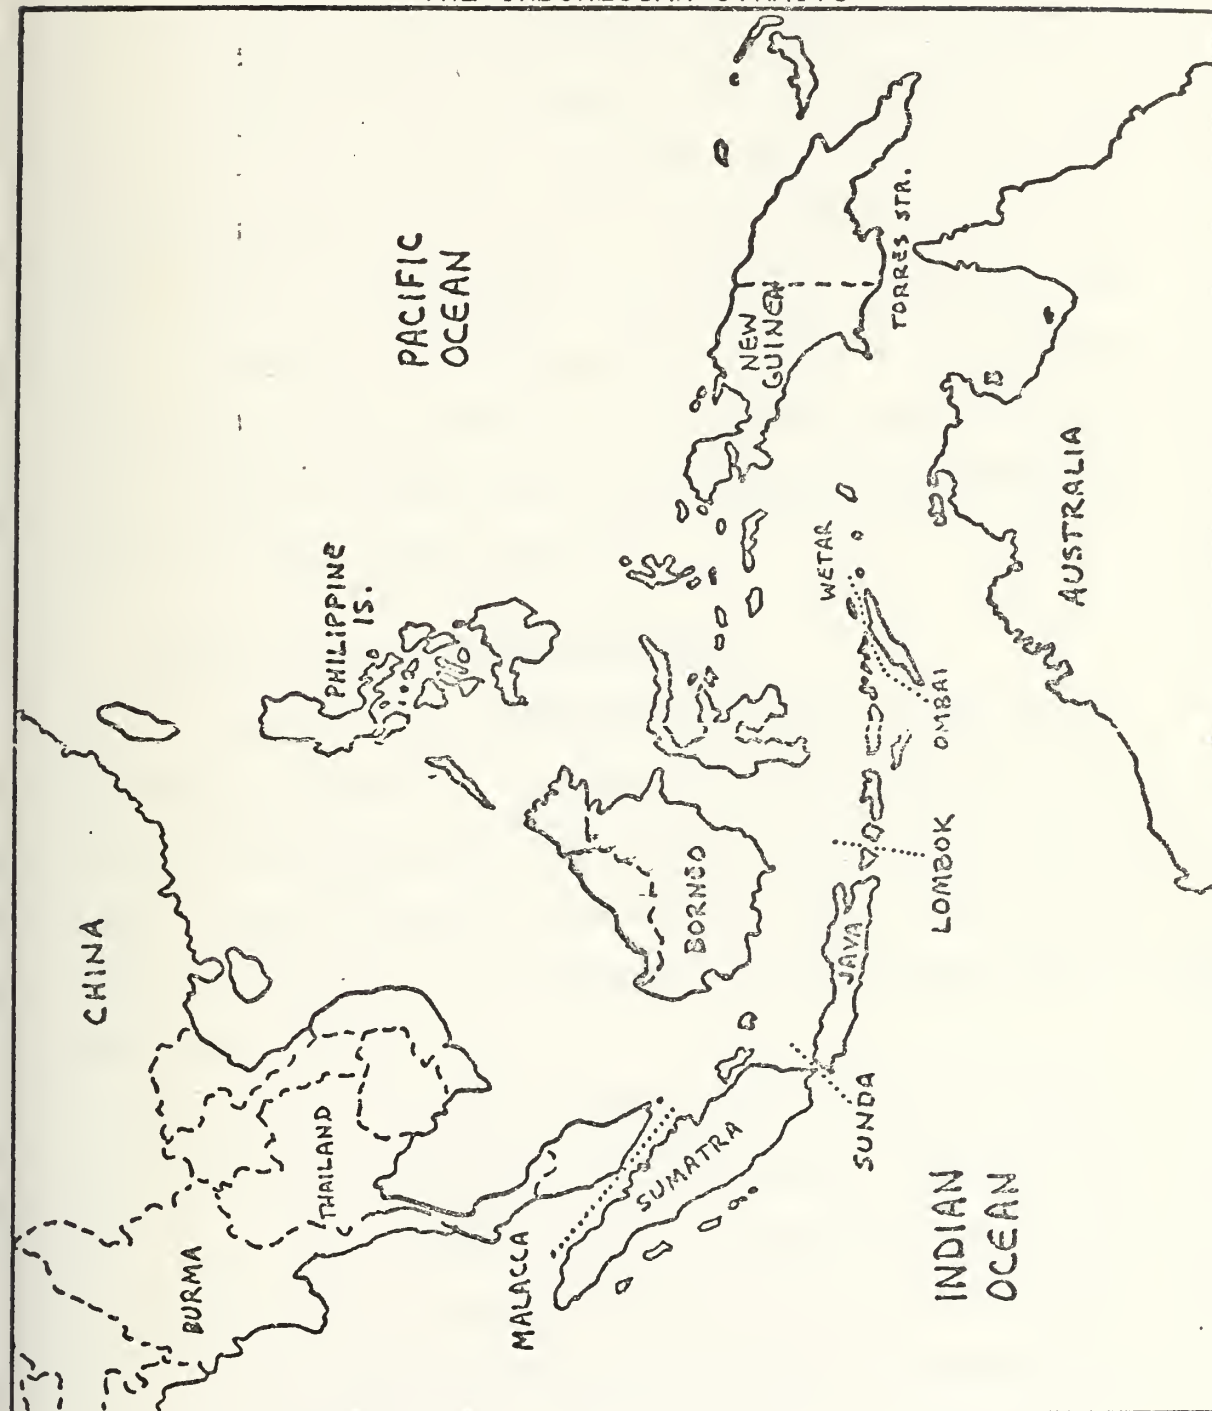 CHINA
BURMA
THAILAND
PHILIPPINE
IS.
PACIFIC
OCEAN
MALACCA
SUMATRA
BORNEO
JAVA
SUNDA
LOMBOK
OMBAI
WETAR
NEW
GUINEA
TORRES STR.
AUSTRALIA
INDIAN
OCEAN